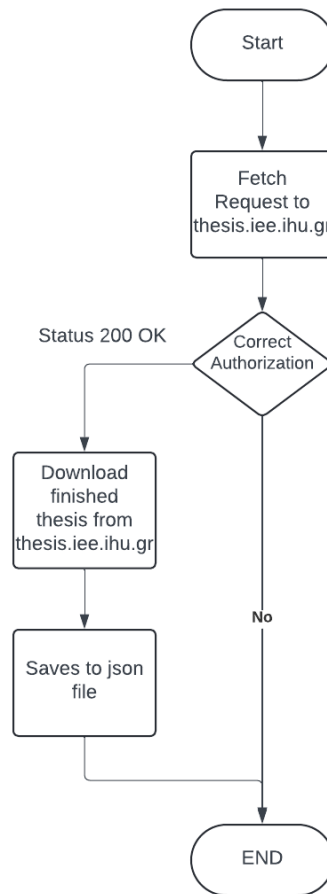 Start
Fetch
Request to
thesis.iee.ihu.gr
Correct
Authorization
Status 200 OK
Download
finished
thesis from
thesis.iee.ihu.gr
No
Saves to json
file
END